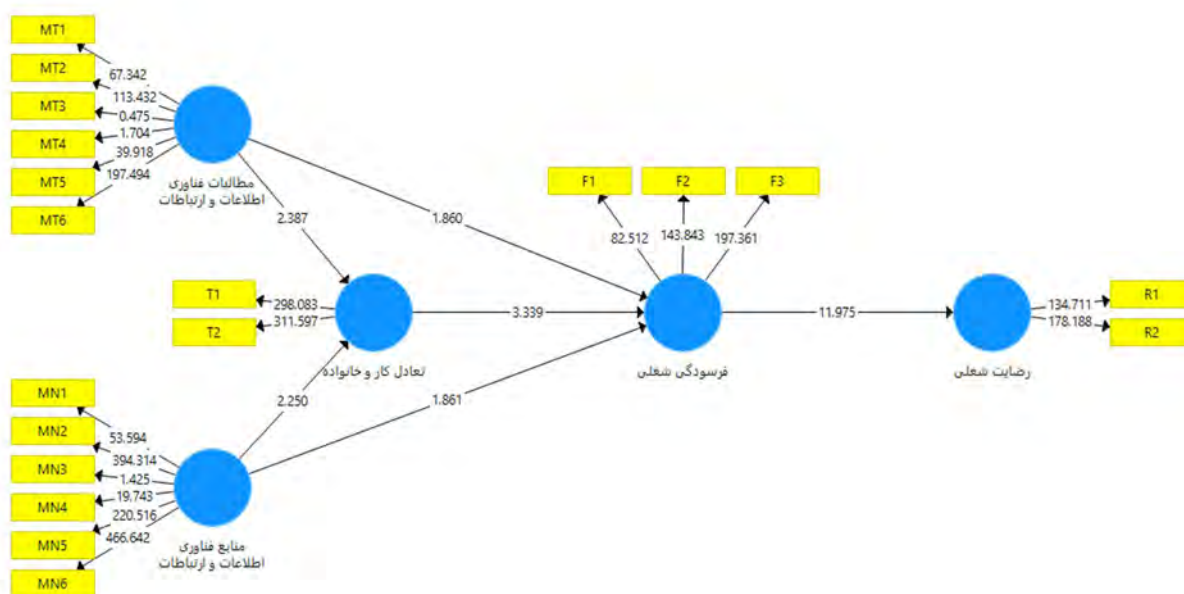 MT1
MT2
MT3
MT4
MT5
MT6
67.342
113.432
0.475
1.704
39.918
197.494
مطالبات فناوری
اطلاعات و ارتباطات
2.387
1.860
F1
F2
F3
82.512
143.843
197.361
T1
T2
298.083
311.597
تعادل کار و خانواده
3.339
فرسودگی شغلی
11.975
رضایت شغلی
134.711
178.188
R1
R2
MN1
MN2
MN3
MN4
MN5
MN6
53.594
394.314
1.425
19.743
220.516
466.642
منابع فناوری
اطلاعات و ارتباطات
2.250
1.861